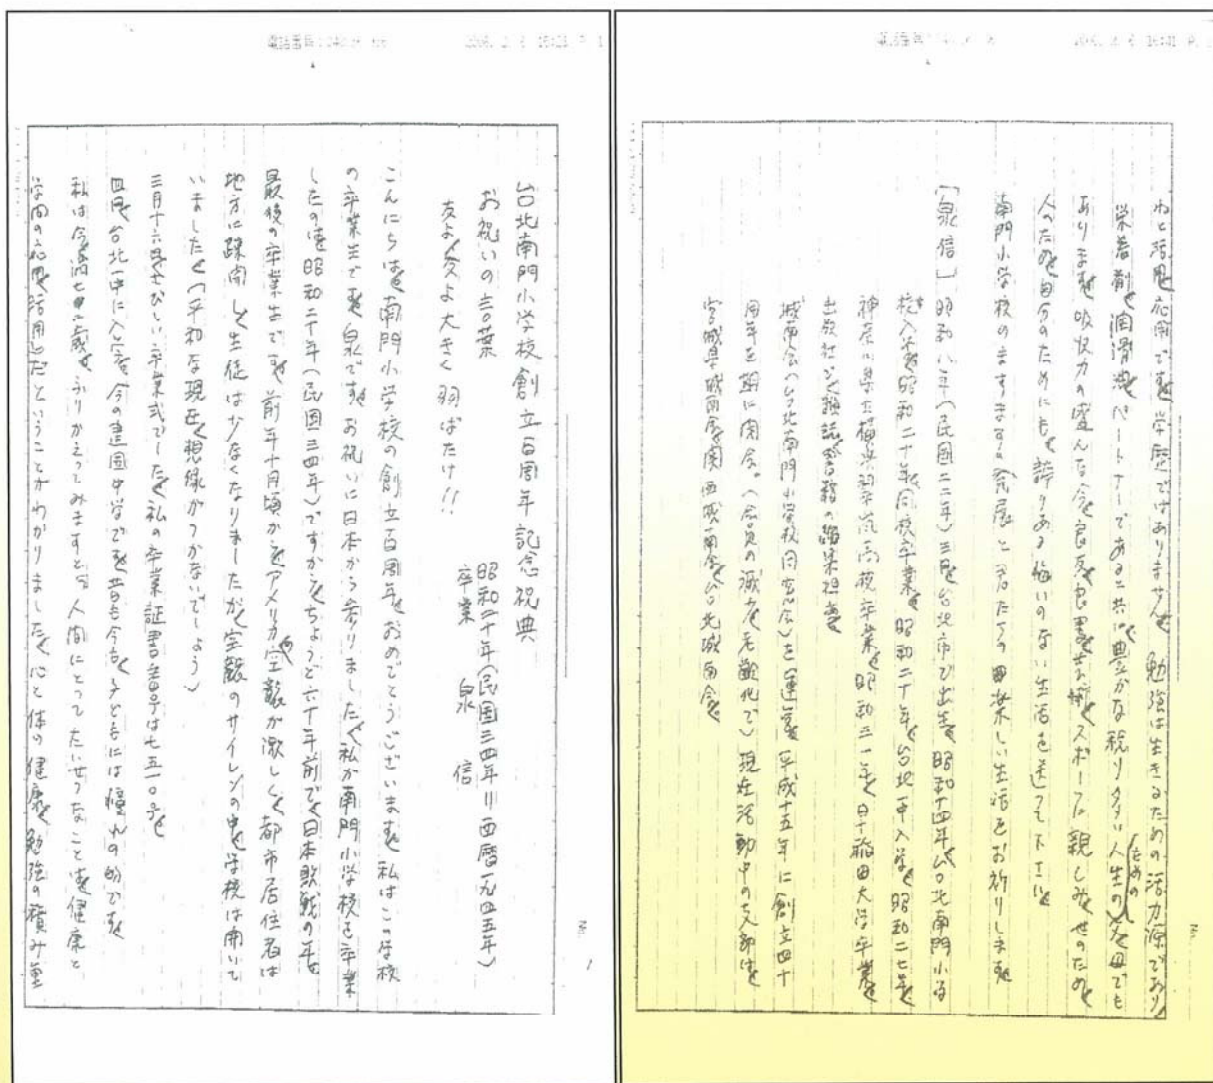 台北南門小学校創立百周年記念祝典
お祝いの言葉
昭和二十年(民国三四年=西暦一九四五年)
卒業 泉 信
友よ、友よ大きく羽ばたけ!!
こんにちは。南門小学校の創立百周年、おめでとうございます。私はこの学校
の卒業生です。泉です。お祝いに日本から参りました。私が南門小学校を卒業
したのは、昭和二十年(民国三四年)ですから、ちょうど六十年前で、日本敗戦の年、
最後の卒業生です。前年十月頃から、アメリカの空襲が激しく、都市居住者は
地方に疎開して、生徒は少なくなりましたが、空襲のサイレンの中、学校は開いて
いました。(平和な現在、想像がつかないでしょう)
三月十六日、さびしい卒業式でした。私の卒業証書番号は七五一〇号。
四月、台北一中に入学、今の建国中学です。昔も今も、子どもには憧れの的です。
私は今、満七十二歳。ふりかえってみますと、人間にとってたいせつなことは、健康と
学問の応用、活用だということがわかりました。心と体の健康、勉強の積み重
ねと活用、応用です。学歴ではありません。勉強は生きるための活力源であり、
栄養剤、潤滑油、パートナーであると共に、豊かな稔りタイ人生のための父母でも
あります。吸収力の盛んな今、良友、良書、芸術、スポーツに親しみ、世のため、
人のため、自分のためにも、誇りある悔いのない生活を送って下さい。
南門小学校のますますの発展と、君たちの楽しい生活をお祈りします。
[泉信] 昭和八年(民国二二年)三月、台北市で出生。昭和十四年、台北南門小学
校入学、昭和二十年、同校卒業。昭和二十年、台北一中入学。昭和二七年、
神奈川県立横浜翠嵐高校卒業。昭和三一年、早稲田大学卒業。
出版社で、雑誌、書籍の編集担当。
城南会(台北南門小学校同窓会)を運営、平成十五年に創立四十
周年を期に閉会。(会員の減少、老齢化で)現在活動中の支部は、
宮城県城南会、関西城南会、台北城南会。